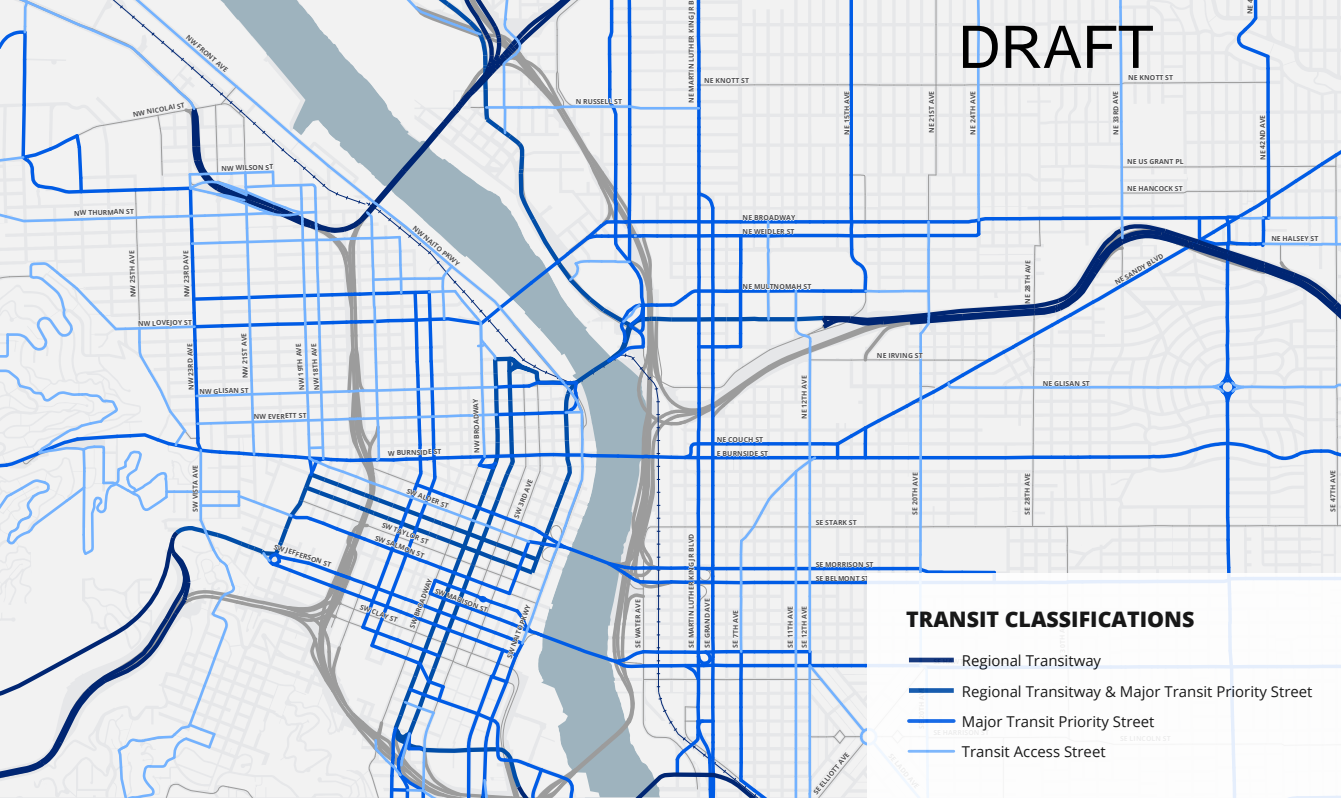 DRAFT
NW FRONT AVE
NE MARTIN LUTHER KING JR B
NE 4
NE KNOTT ST
NE KNOTT ST
NW NICOLAI ST
N RUSSELL ST
NE 15TH AVE
NE 21ST AVE
NE 24TH AVE
NE 33RD AVE
NE 42ND AVE
NW WILSON ST
NE US GRANT PL
NE HANCOCK ST
NW THURMAN ST
NE BROADWAY
NE WEIDLER ST
NW NAITO PKWY
NE HALSEY ST
NW 25TH AVE
NW 23RD AVE
NE SANDY BLVD
NE 28TH AVE
NE MULTNOMAH ST
NW LOVEJOY ST
NW 21ST AVE
NW 23RD AVE
NW 19TH AVE
NW 18TH AVE
NE IRVING ST
NW GLISAN ST
NE GLISAN ST
NE 12TH AVE
NW EVERETT ST
NW BROADWAY
NE COUCH ST
W BURNSIDE ST
E BURNSIDE ST
SW VISTA AVE
SW ALDER ST
SW 3RD AVE
SE 20TH AVE
SE 28TH AVE
SE 47TH AVE
SW TAYLOR ST
SE STARK ST
SW SALMON ST
SW JEFFERSON ST
SE MORRISON ST
SE BELMONT ST
SE MARTIN LUTHER KING JR BLVD
SW BROADWAY
SW MADISON ST
SW CLAY ST
SW NAITO PKWY
SE WATER AVE
SE GRAND AVE
SE 7TH AVE
SE 11TH AVE
SE 12TH AVE
TRANSIT CLASSIFICATIONS
Regional Transitway
Regional Transitway & Major Transit Priority Street
Major Transit Priority Street
Transit Access Street
SE HARRISON ST
SE LINCOLN ST
SE ELLIOTT AVE